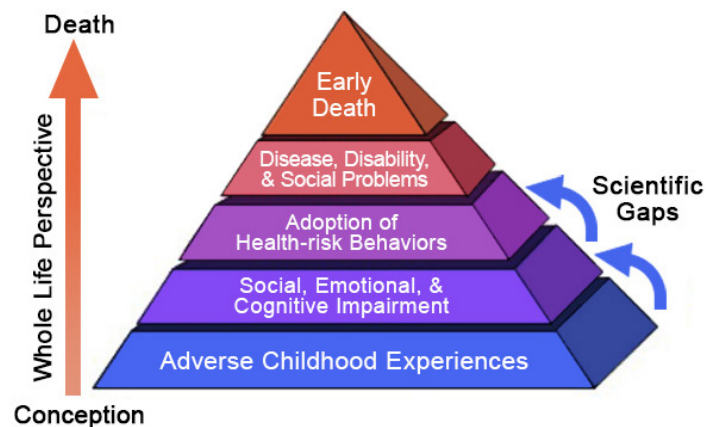 Death
Whole Life Perspective
Conception
Early
Death
Disease, Disability,
& Social Problems
Adoption of
Health-risk Behaviors
Social, Emotional, &
Cognitive Impairment
Adverse Childhood Experiences
Scientific
Gaps